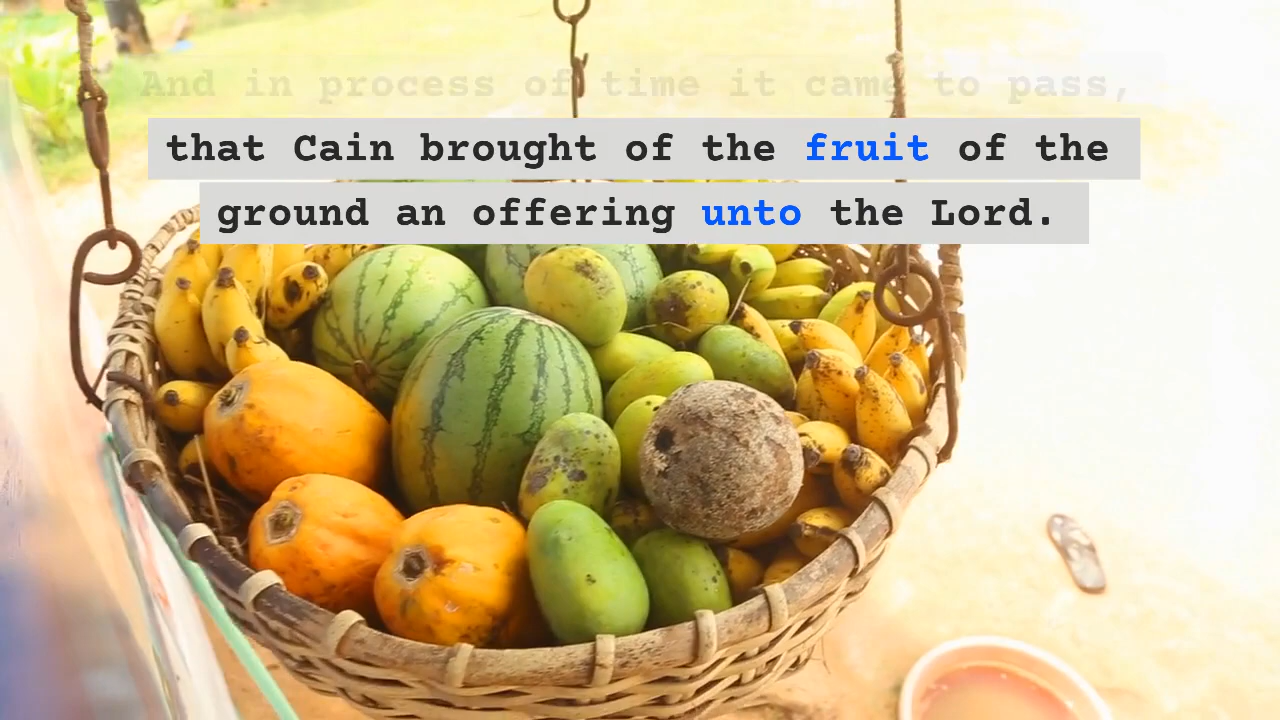 And in process of time it came to pass,
that Cain brought of the fruit of the
ground an offering unto the Lord.